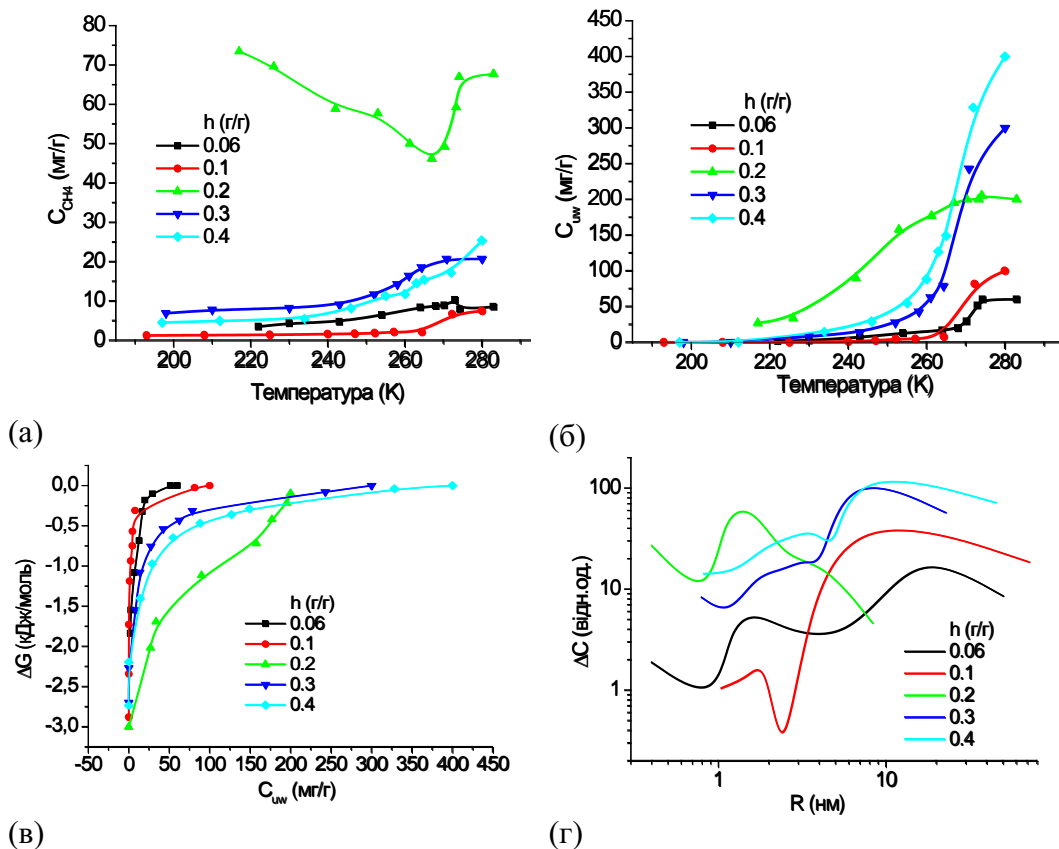 80
70
60
50
40
30
20
10
0
C_CH4 (мг/г)
h (г/г)
0.06
0.1
0.2
0.3
0.4
200 220 240 260 280
Температура (К)
(а)
450
400
350
300
250
200
150
100
50
0
C_uw (мг/г)
h (г/г)
0.06
0.1
0.2
0.3
0.4
200 220 240 260 280
Температура (К)
(б)
0,0
-0,5
-1,0
-1,5
-2,0
-2,5
-3,0
ΔG (кДж/моль)
h (г/г)
0.06
0.1
0.2
0.3
0.4
-50 0 50 100 150 200 250 300 350 400 450
C_uw (мг/г)
(в)
100
10
1
ΔC (відн.од.)
h (г/г)
0.06
0.1
0.2
0.3
0.4
1 10
R (нм)
(г)